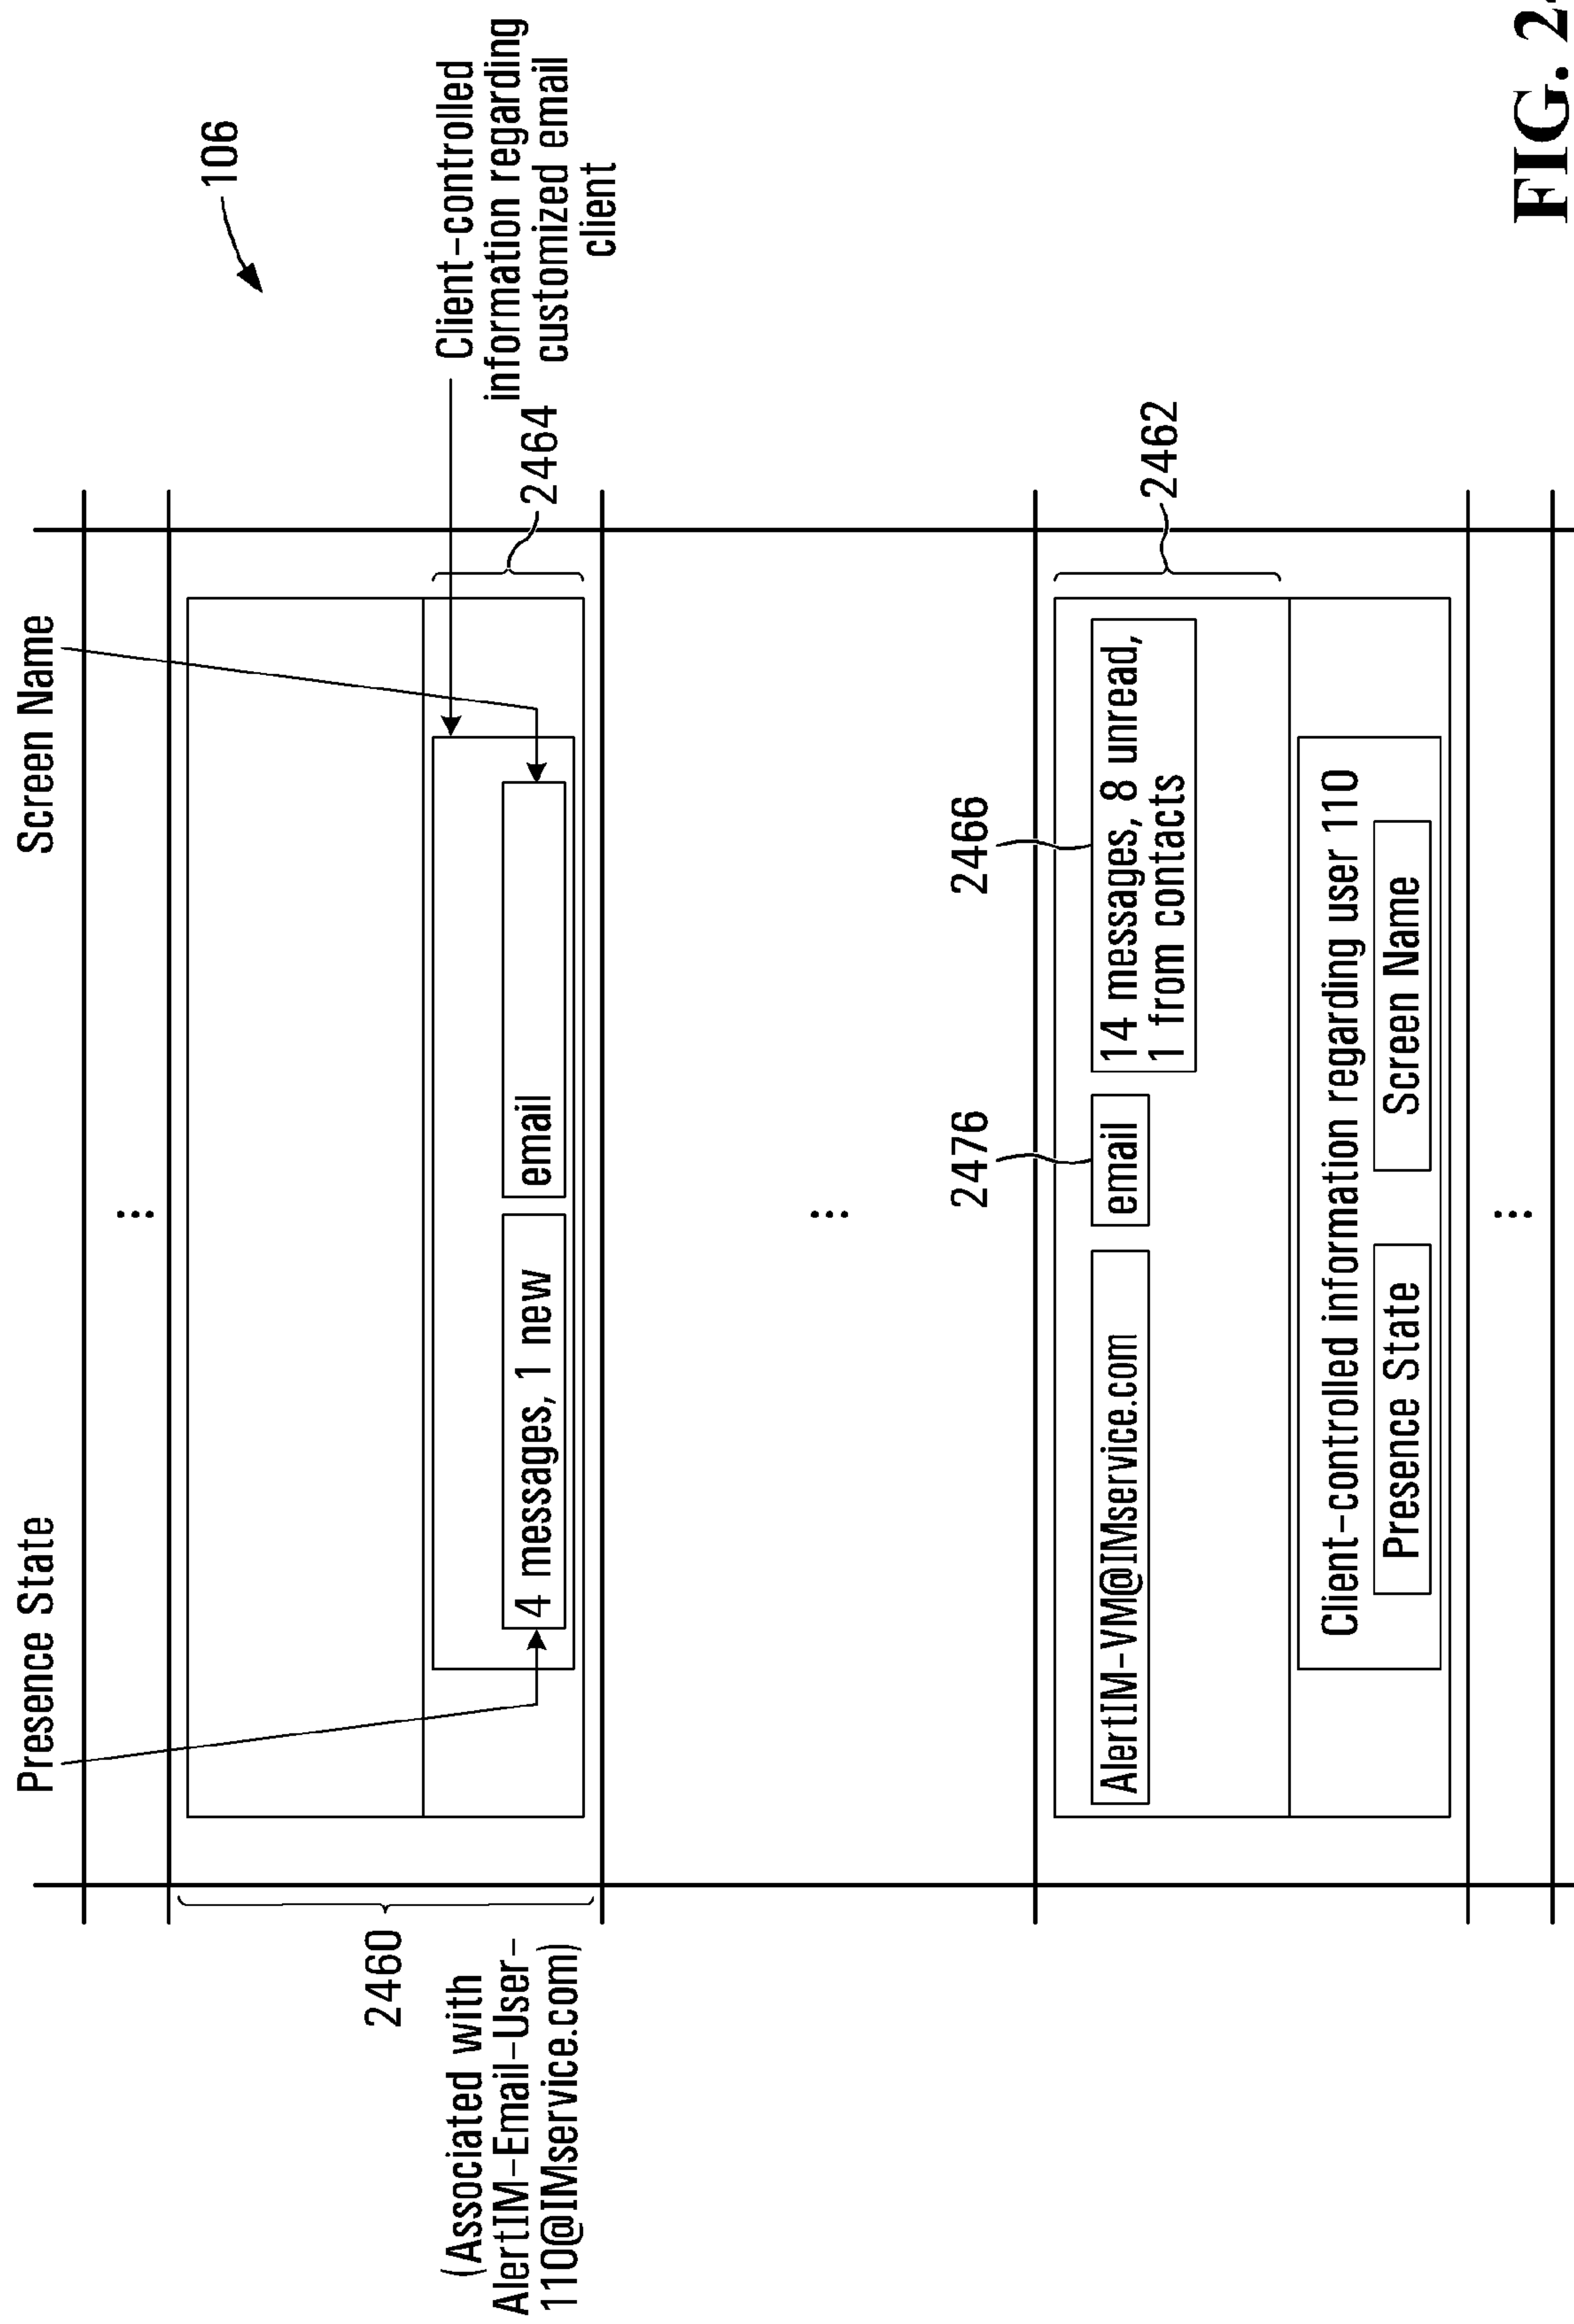 Presence State
Screen Name
106
2460
(Associated with
AlertIM-Email-User-
110@IMservice.com)
4 messages, 1 new
email
Client-controlled
information regarding
customized email
client
2464
⋮
⋮
2476
2466
AlertIM-VM@IMservice.com
email
14 messages, 8 unread,
1 from contacts
2462
Client-controlled information regarding user 110
Presence State
Screen Name
⋮
FIG. 2